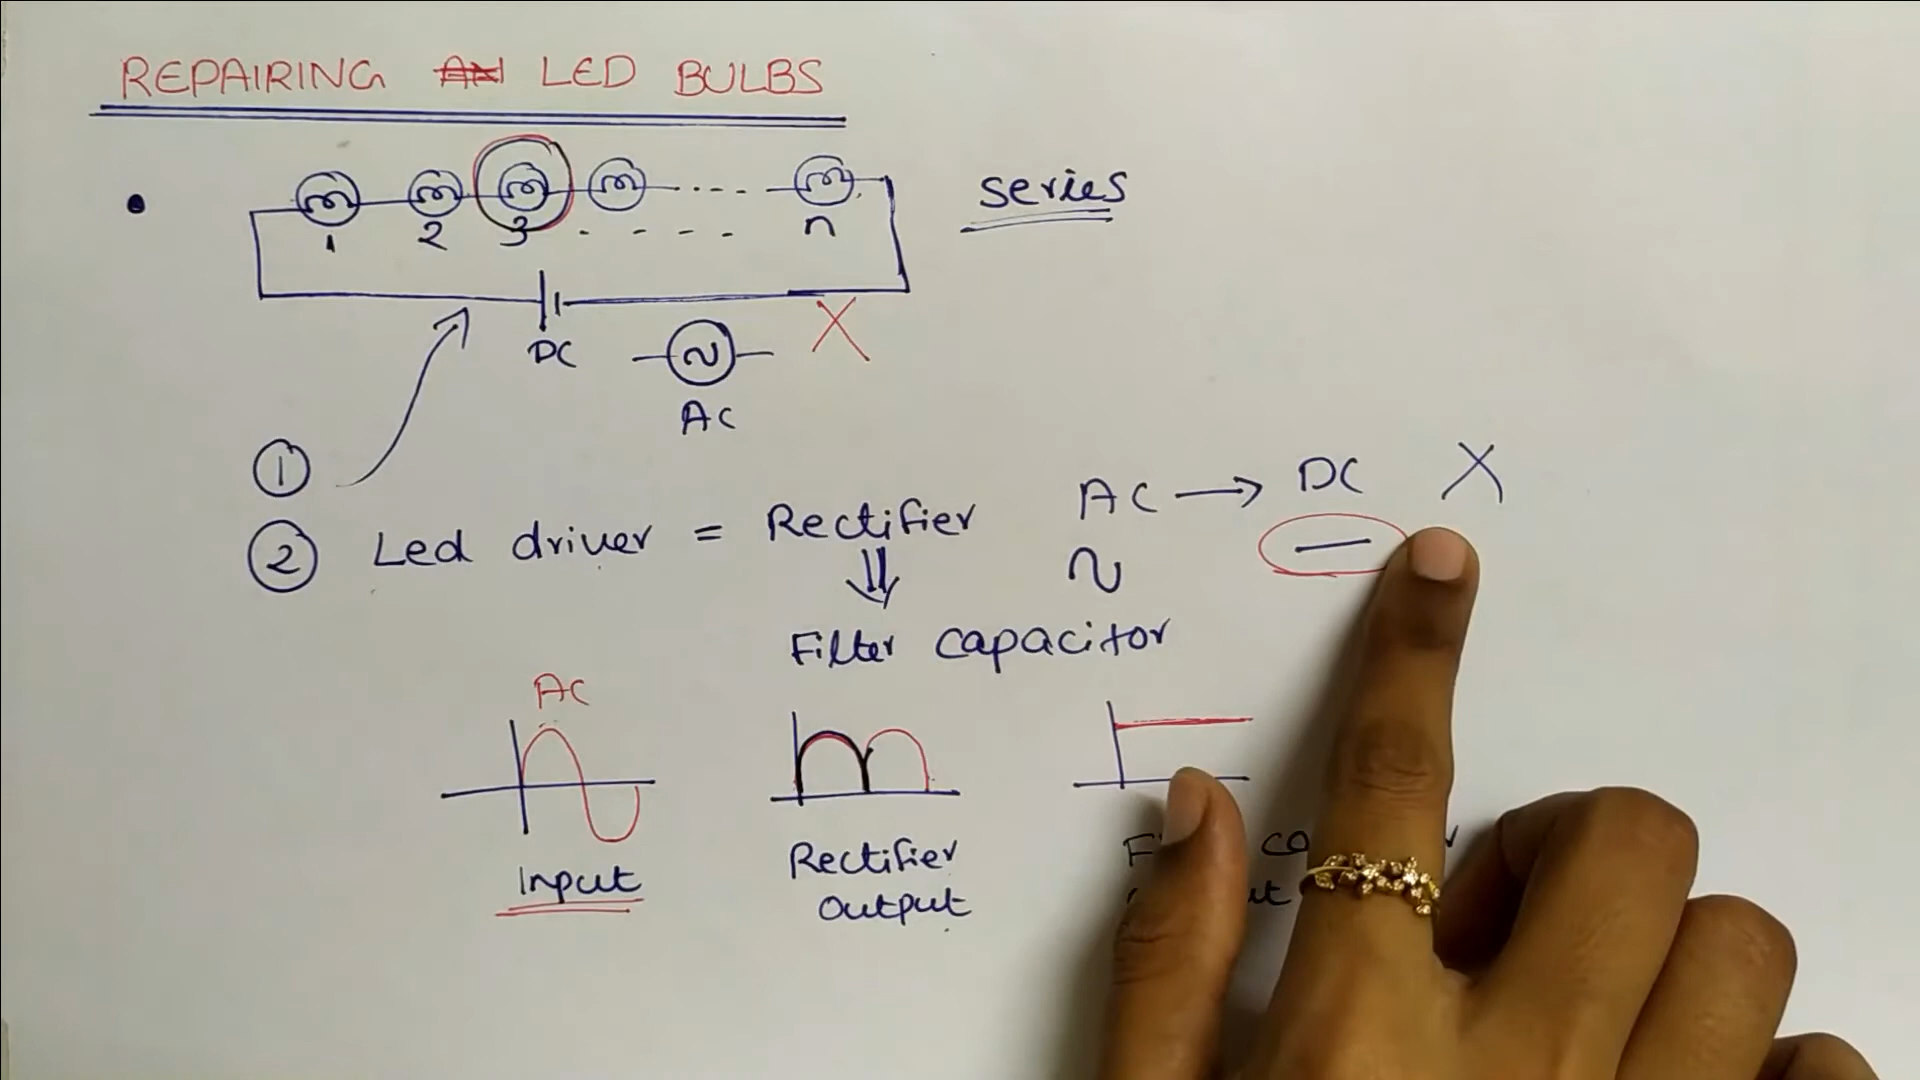 REPAIRING AN LED BULBS
series
1 2 3 . - - - - n
DC
AC
X
①
AC → DC X
② Led driver = Rectifier
⇓
Filter capacitor
AC
Input
Rectifier
output